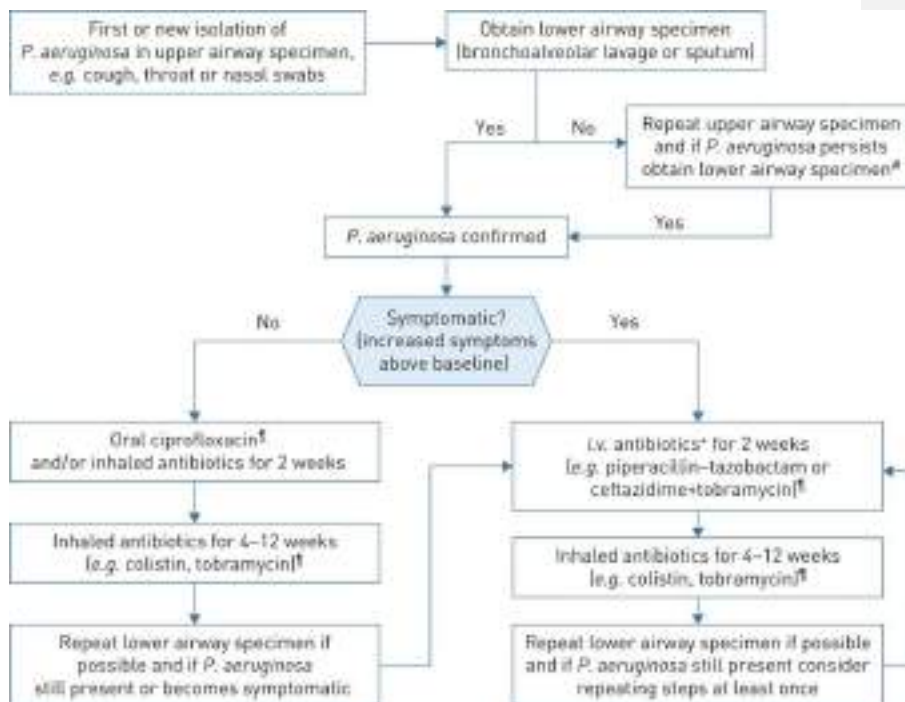 First or new isolation of
P. aeruginosa in upper airway specimen,
e.g. cough, throat or nasal swabs
Obtain lower airway specimen
(bronchoalveolar lavage or sputum)
Yes
No
Repeat upper airway specimen
and if P. aeruginosa persists
obtain lower airway specimen#
Yes
P. aeruginosa confirmed
No
Symptomatic?
(increased symptoms
above baseline)
Yes
Oral ciprofloxacin¶
and/or inhaled antibiotics for 2 weeks
i.v. antibiotics+ for 2 weeks
(e.g. piperacillin–tazobactam or
ceftazidime+tobramycin)¶
Inhaled antibiotics for 4–12 weeks
(e.g. colistin, tobramycin)¶
Inhaled antibiotics for 4–12 weeks
(e.g. colistin, tobramycin)¶
Repeat lower airway specimen if
possible and if P. aeruginosa
still present or becomes symptomatic
Repeat lower airway specimen if possible
and if P. aeruginosa still present consider
repeating steps at least once